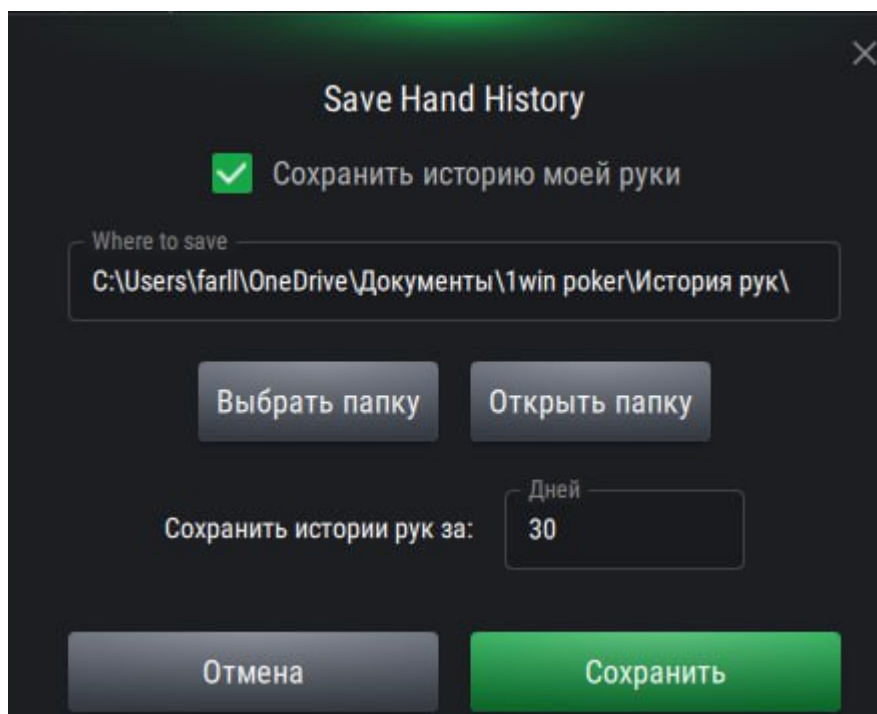 Save Hand History
Сохранить историю моей руки
Where to save
C:\Users\farll\OneDrive\Документы\1win poker\История рук\
Выбрать папку
Открыть папку
Дней
Сохранить истории рук за: 30
Отмена
Сохранить